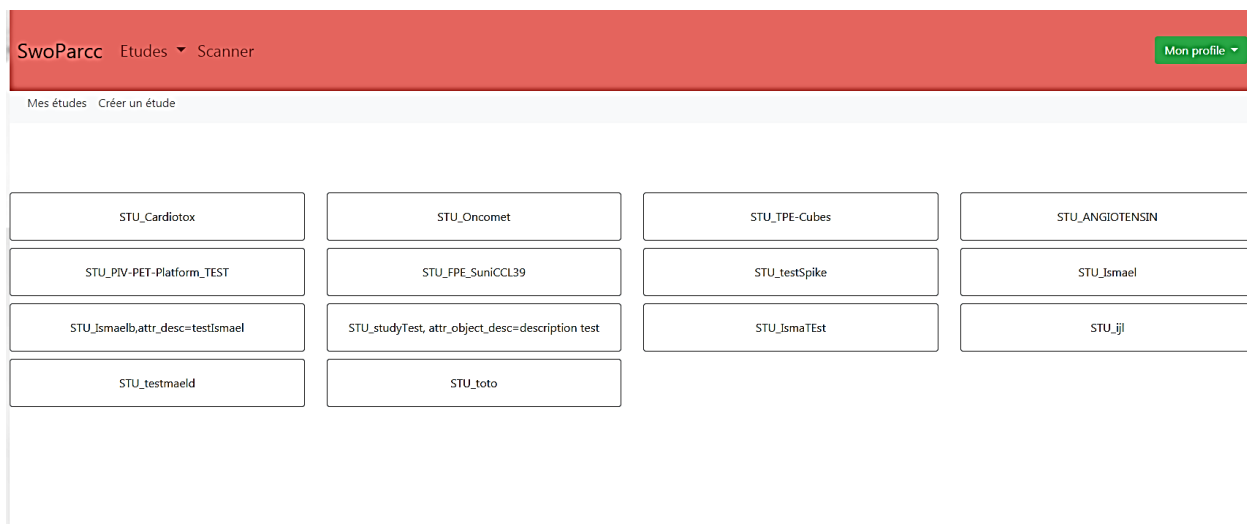 SwoParcc Etudes Scanner Mon profile
Mes études Créer un étude
STU_Cardiotox STU_Oncomet STU_TPE-Cubes STU_ANGIOTENSIN
STU_PIV-PET-Platform_TEST STU_FPE_SuniCCL39 STU_testSpike STU_Ismael
STU_Ismaelb,attr_desc=testIsmael STU_studyTest, attr_object_desc=description test STU_IsmaTEst STU_ijl
STU_testmaeld STU_toto